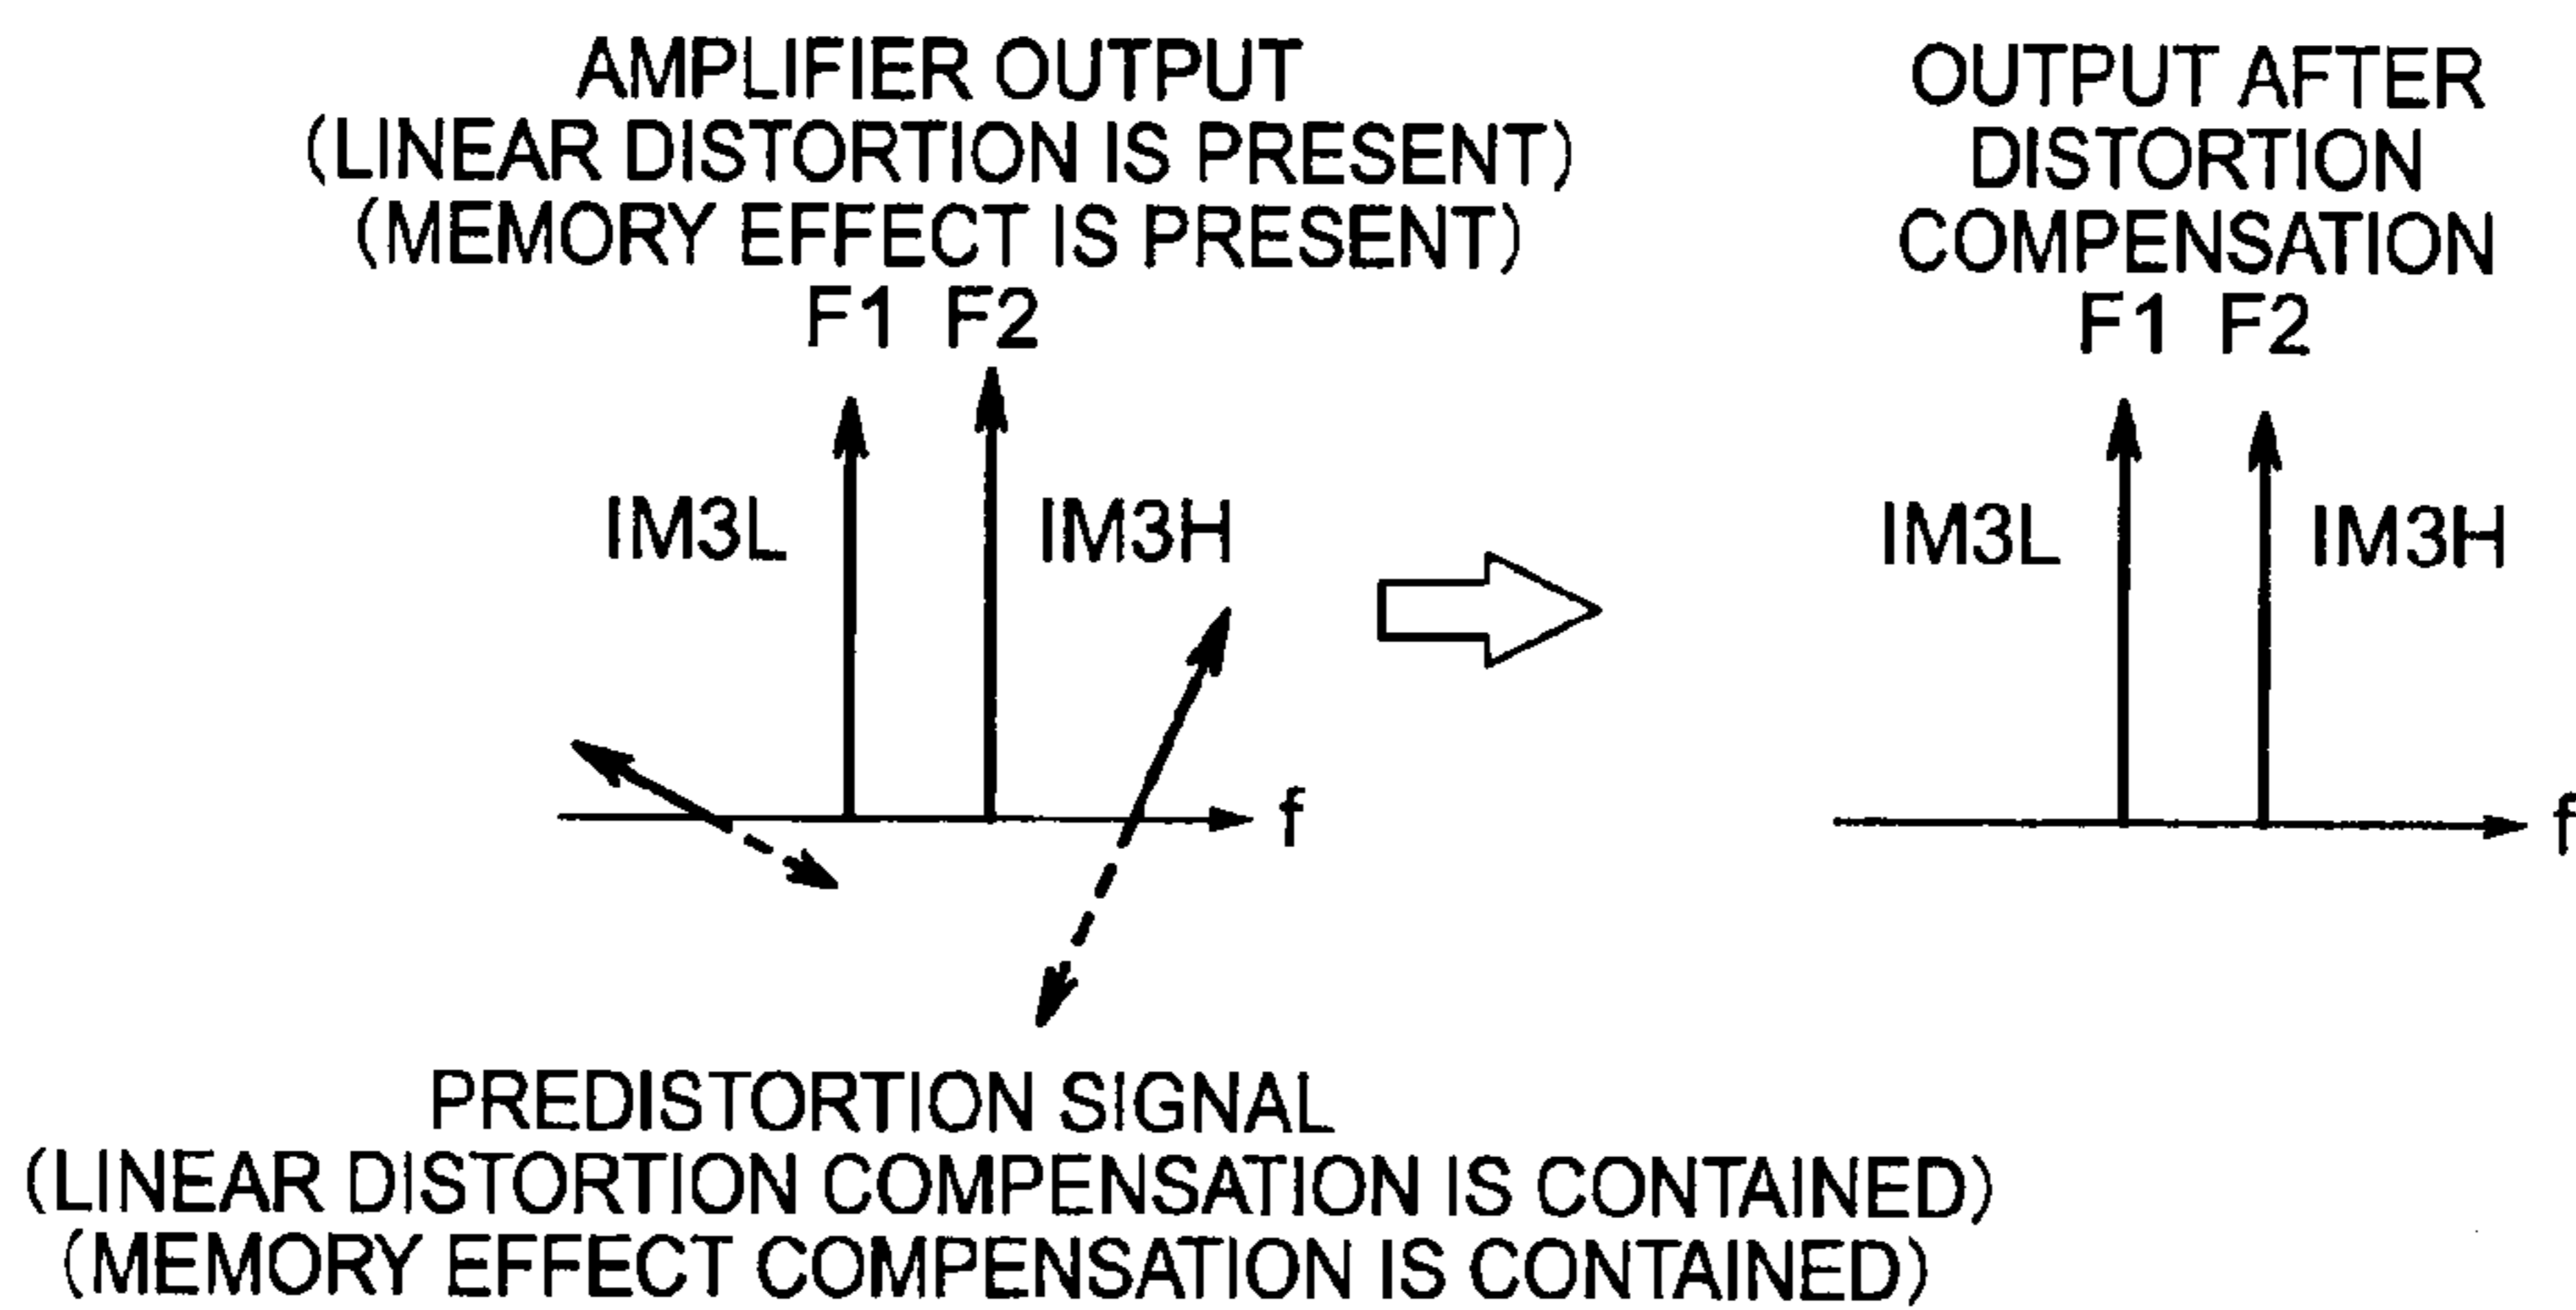 AMPLIFIER OUTPUT
(LINEAR DISTORTION IS PRESENT)
(MEMORY EFFECT IS PRESENT)
F1 F2
IM3L
IM3H
f
PREDISTORTION SIGNAL
(LINEAR DISTORTION COMPENSATION IS CONTAINED)
(MEMORY EFFECT COMPENSATION IS CONTAINED)
OUTPUT AFTER
DISTORTION
COMPENSATION
F1 F2
IM3L
IM3H
f